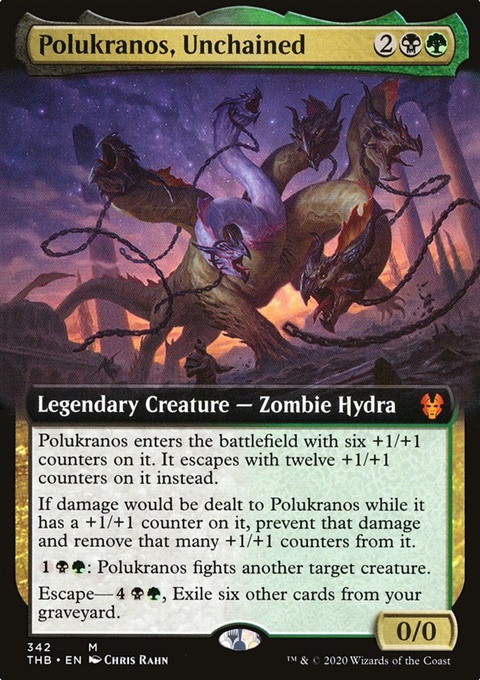 Polukranos, Unchained 2
Legendary Creature — Zombie Hydra
Polukranos enters the battlefield with six +1/+1
counters on it. It escapes with twelve +1/+1
counters on it instead.
If damage would be dealt to Polukranos while it
has a +1/+1 counter on it, prevent that damage
and remove that many +1/+1 counters from it.
1: Polukranos fights another target creature.
Escape—4, Exile six other cards from your
graveyard.
0/0
342 M
THB • EN Chris Rahn
™ & © 2020 Wizards of the Coast